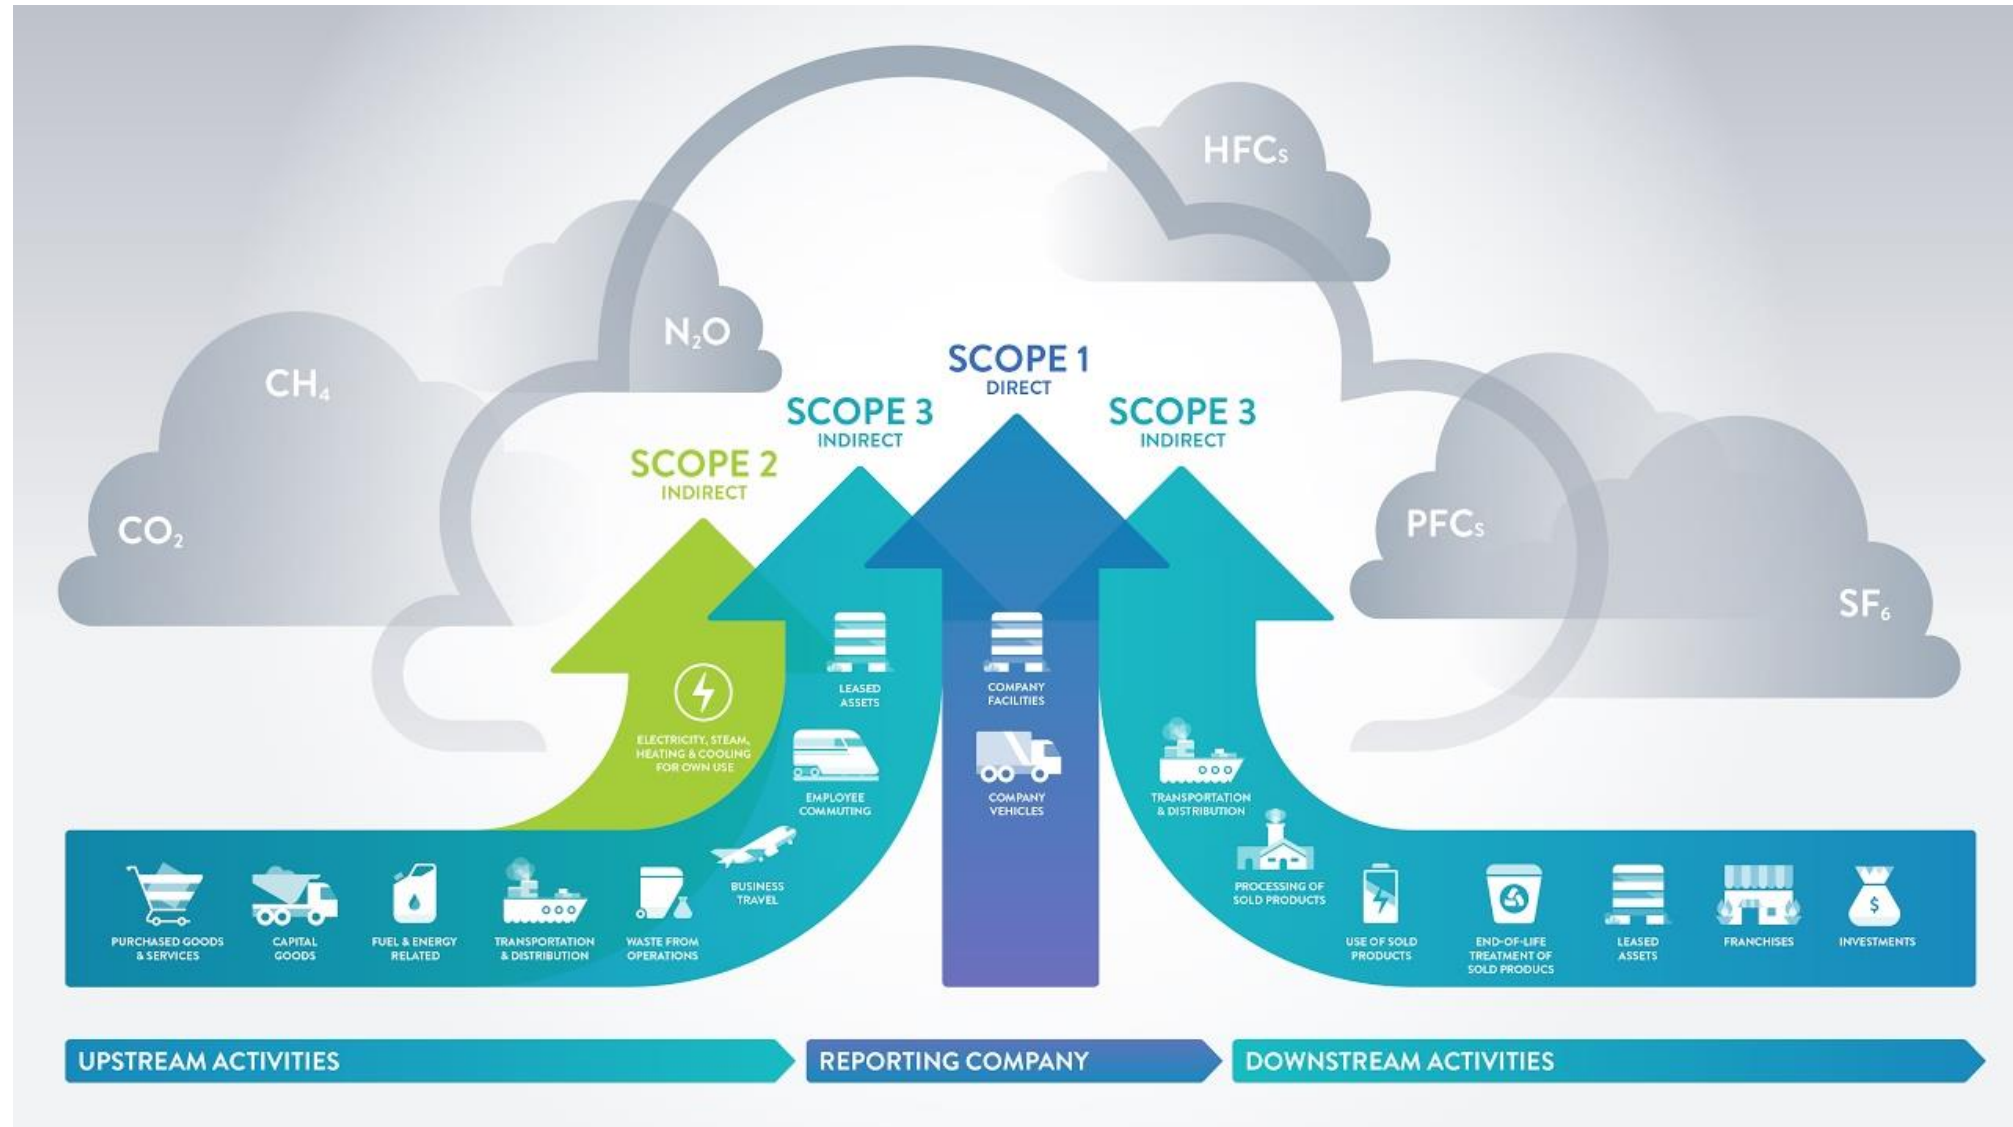 HFCs
N₂O
CH₄
CO₂
PFCs
SF₆
SCOPE 1
DIRECT
SCOPE 3
INDIRECT
SCOPE 3
INDIRECT
SCOPE 2
INDIRECT
ELECTRICITY, STEAM,
HEATING & COOLING
FOR OWN USE
LEASED
ASSETS
EMPLOYEE
COMMUTING
BUSINESS
TRAVEL
COMPANY
FACILITIES
COMPANY
VEHICLES
TRANSPORTATION
& DISTRIBUTION
PROCESSING OF
SOLD PRODUCTS
PURCHASED GOODS
& SERVICES
CAPITAL
GOODS
FUEL & ENERGY
RELATED
TRANSPORTATION
& DISTRIBUTION
WASTE FROM
OPERATIONS
USE OF SOLD
PRODUCTS
END-OF-LIFE
TREATMENT OF
SOLD PRODUCS
LEASED
ASSETS
FRANCHISES
$
INVESTMENTS
UPSTREAM ACTIVITIES
REPORTING COMPANY
DOWNSTREAM ACTIVITIES